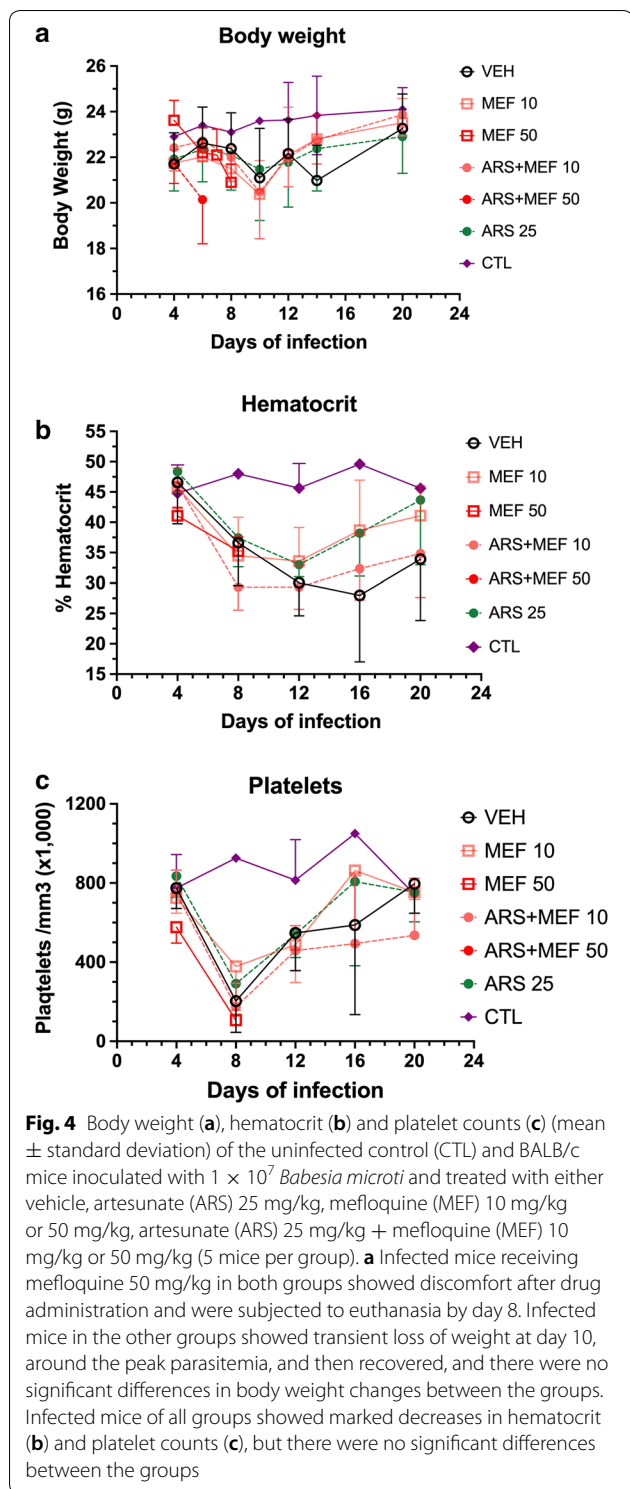 a
Body weight
26
24
22
20
18
16
Body Weight (g)
0 4 8 12 16 20 24
Days of infection
VEH
MEF 10
MEF 50
ARS+MEF 10
ARS+MEF 50
ARS 25
CTL
b
Hematocrit
55
50
45
40
35
30
25
20
15
% Hematocrit
0 4 8 12 16 20 24
Days of infection
VEH
MEF 10
MEF 50
ARS+MEF 10
ARS+MEF 50
ARS 25
CTL
c
Platelets
1200
800
400
0
Plaqtelets /mm3 (x1,000)
0 4 8 12 16 20 24
Days of infection
VEH
MEF 10
MEF 50
ARS+MEF 10
ARS+MEF 50
ARS 25
CTL
Fig. 4 Body weight (a), hematocrit (b) and platelet counts (c) (mean
± standard deviation) of the uninfected control (CTL) and BALB/c
mice inoculated with 1 × 10⁷ Babesia microti and treated with either
vehicle, artesunate (ARS) 25 mg/kg, mefloquine (MEF) 10 mg/kg
or 50 mg/kg, artesunate (ARS) 25 mg/kg + mefloquine (MEF) 10
mg/kg or 50 mg/kg (5 mice per group). a Infected mice receiving
mefloquine 50 mg/kg in both groups showed discomfort after drug
administration and were subjected to euthanasia by day 8. Infected
mice in the other groups showed transient loss of weight at day 10,
around the peak parasitemia, and then recovered, and there were no
significant differences in body weight changes between the groups.
Infected mice of all groups showed marked decreases in hematocrit
(b) and platelet counts (c), but there were no significant differences
between the groups